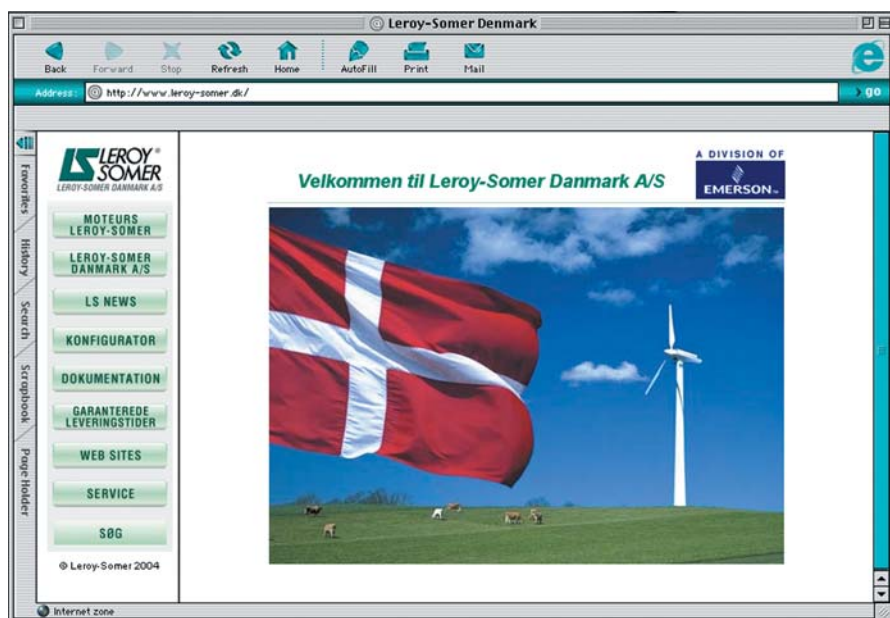 Leroy-Somer Denmark
Back Forward Stop Refresh Home AutoFill Print Mail
Address: http://www.leroy-somer.dk/ go
Favorites
History
Search
Scrapbook
Page Holder
LS LEROY®
SOMER
LEROY-SOMER DANMARK A/S
MOTEURS
LEROY-SOMER
LEROY-SOMER
DANMARK A/S
LS NEWS
KONFIGURATOR
DOKUMENTATION
GARANTEREDE
LEVERINGSTIDER
WEB SITES
SERVICE
SØG
© Leroy-Somer 2004
Velkommen til Leroy-Somer Danmark A/S
A DIVISION OF
EMERSON™
Internet zone